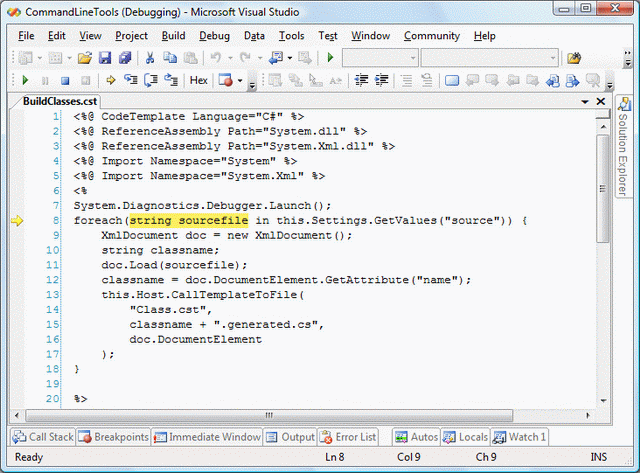 CommandLineTools (Debugging) - Microsoft Visual Studio
File Edit View Project Build Debug Data Tools Test Window Community Help
Hex
BuildClasses.cst
1 <%@ CodeTemplate Language="C#" %>
2 <%@ ReferenceAssembly Path="System.dll" %>
3 <%@ ReferenceAssembly Path="System.Xml.dll" %>
4 <%@ Import Namespace="System" %>
5 <%@ Import Namespace="System.Xml" %>
6 <%
7 System.Diagnostics.Debugger.Launch();
8 foreach(string sourcefile in this.Settings.GetValues("source")) {
9 XmlDocument doc = new XmlDocument();
10 string classname;
11 doc.Load(sourcefile);
12 classname = doc.DocumentElement.GetAttribute("name");
13 this.Host.CallTemplateToFile(
14 "Class.cst",
15 classname + ".generated.cs",
16 doc.DocumentElement
17 );
18 }
19
20 %>
Solution Explorer
Call Stack Breakpoints Immediate Window Output Error List Autos Locals Watch 1
Ready Ln 8 Col 9 Ch 9 INS